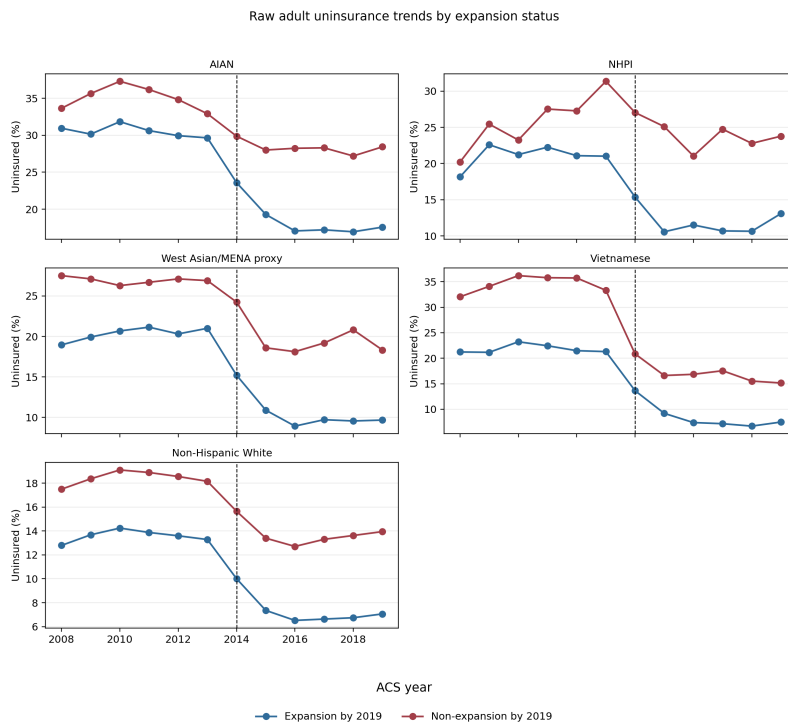 Raw adult uninsurance trends by expansion status
AIAN
Uninsured (%)
35
30
25
20
NHPI
Uninsured (%)
30
25
20
15
10
West Asian/MENA proxy
Uninsured (%)
25
20
15
10
Vietnamese
Uninsured (%)
35
30
25
20
15
10
Non-Hispanic White
Uninsured (%)
18
16
14
12
10
8
6
2008 2010 2012 2014 2016 2018
ACS year
Expansion by 2019 Non-expansion by 2019